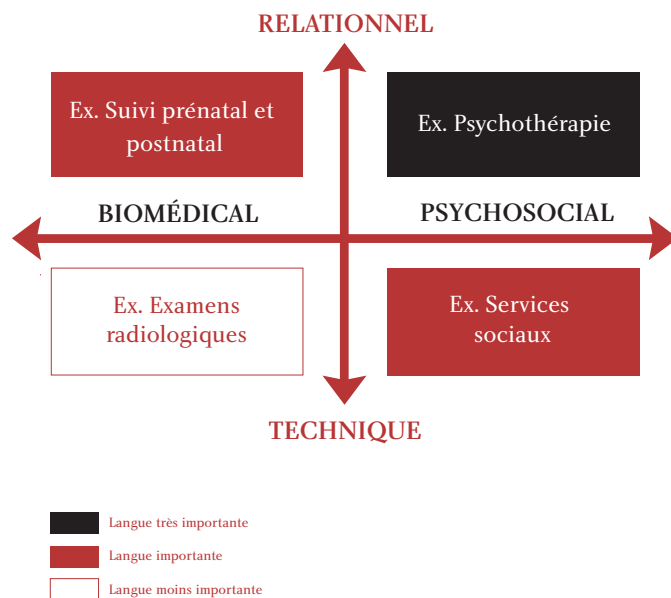 RELATIONNEL
Ex. Suivi prénatal et
postnatal
Ex. Psychothérapie
BIOMÉDICAL
PSYCHOSOCIAL
Ex. Examens
radiologiques
Ex. Services
sociaux
TECHNIQUE
Langue très importante
Langue importante
Langue moins importante